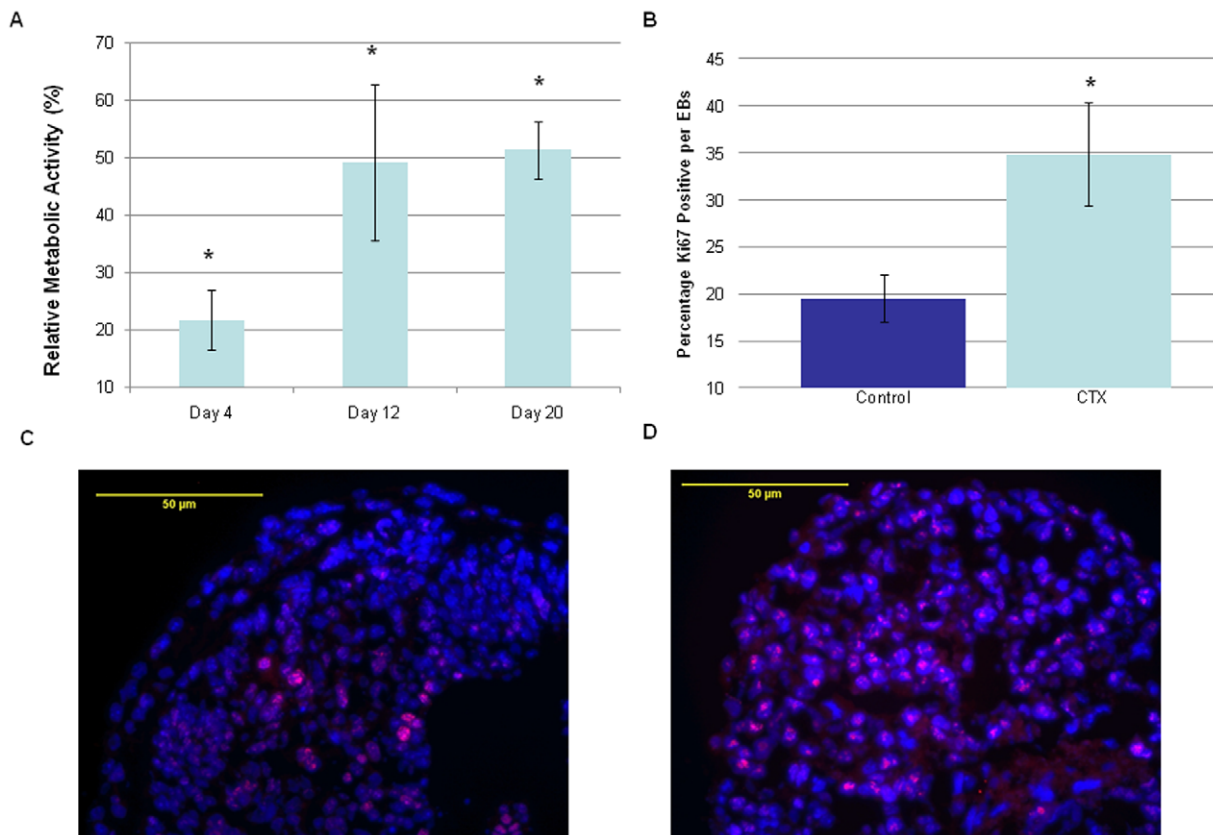 A
Relative Metabolic Activity (%)
70
60
50
40
30
20
10
*
*
*
Day 4
Day 12
Day 20
B
Percentage Ki67 Positive per EBs
45
40
35
30
25
20
15
10
*
Control
CTX
C
50 µm
D
50 µm